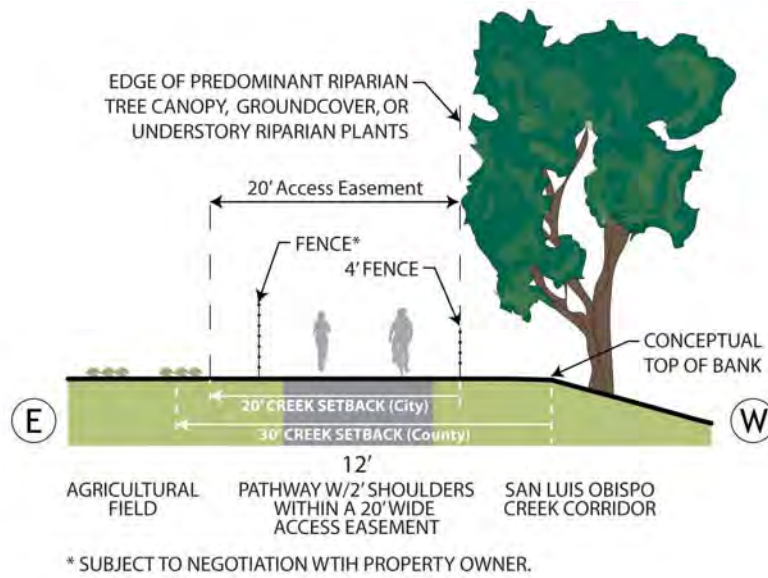 EDGE OF PREDOMINANT RIPARIAN
TREE CANOPY, GROUNDCOVER, OR
UNDERSTORY RIPARIAN PLANTS
20' Access Easement
FENCE*
4' FENCE
CONCEPTUAL
TOP OF BANK
20' CREEK SETBACK (City)
E
W
30' CREEK SETBACK (County)
12'
AGRICULTURAL
FIELD
PATHWAY W/2' SHOULDERS
WITHIN A 20' WIDE
ACCESS EASEMENT
SAN LUIS OBISPO
CREEK CORRIDOR
* SUBJECT TO NEGOTIATION WTIH PROPERTY OWNER.